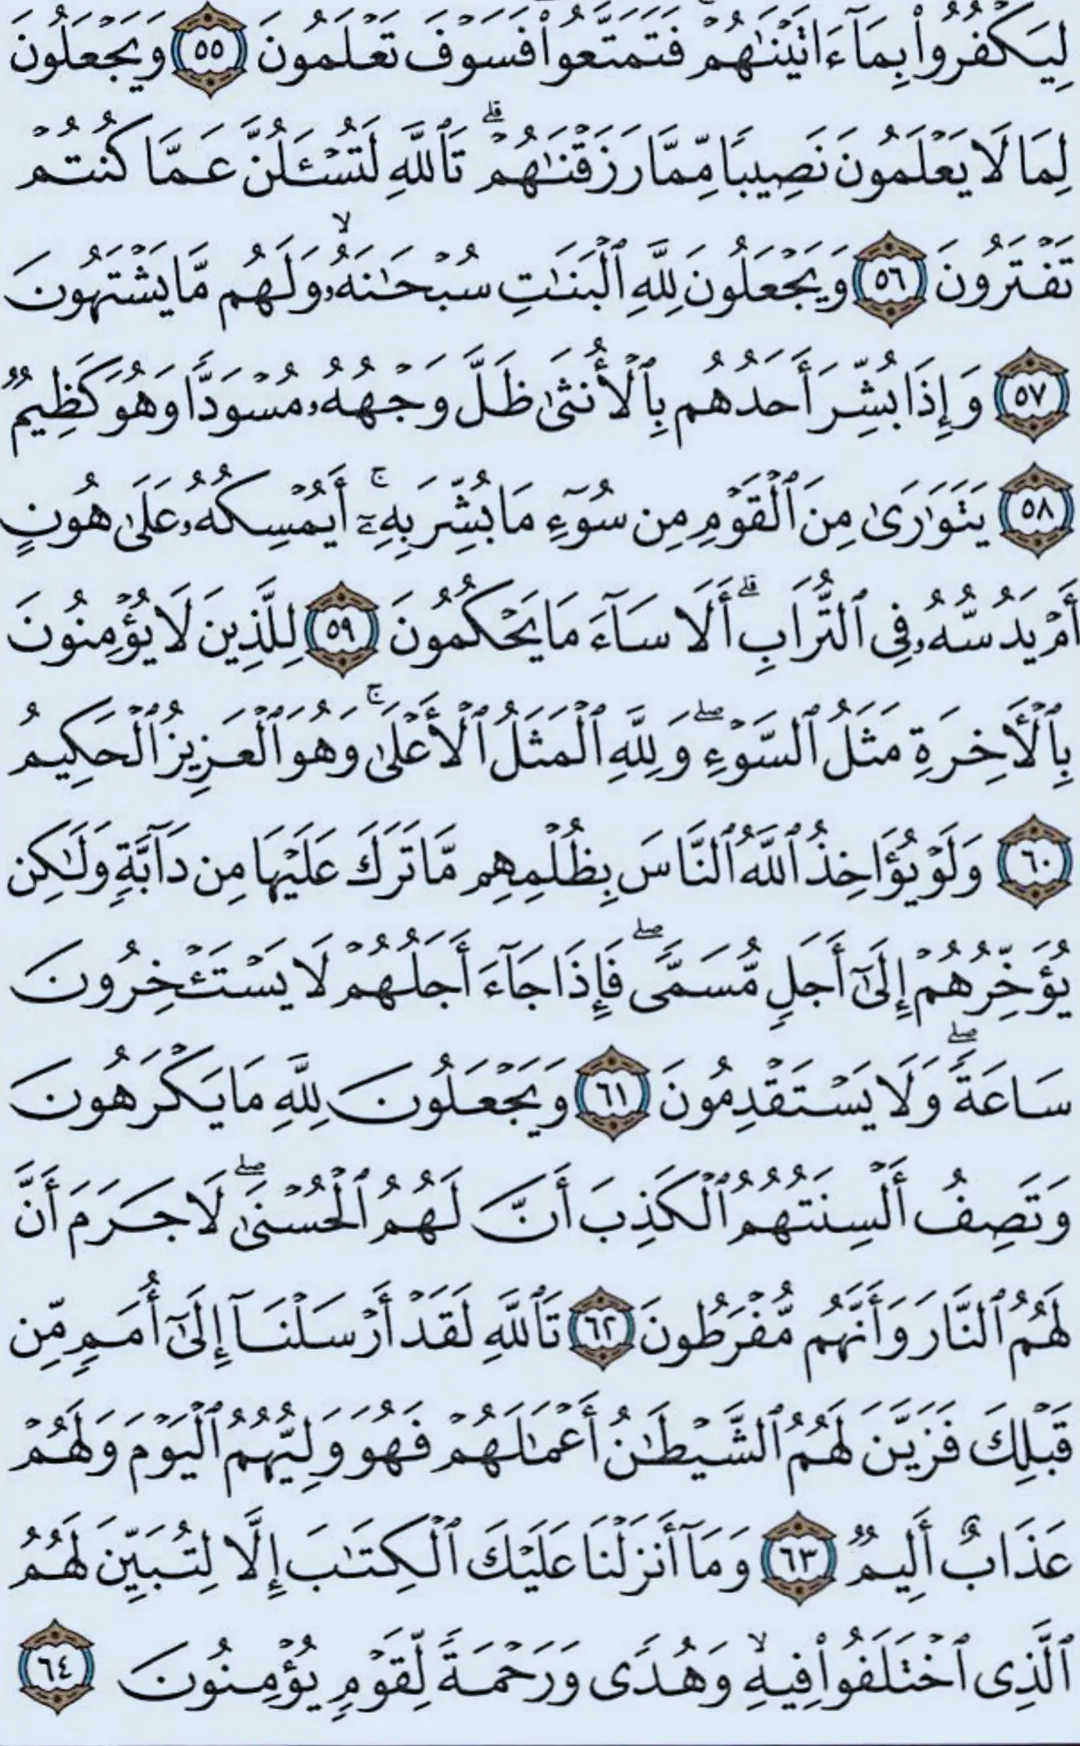 لِيَكۡفُرُواْ بِمَآ ءَاتَيۡنَٰهُمۡۚ فَتَمَتَّعُواْ فَسَوۡفَ تَعۡلَمُونَ ٥٥ وَيَجۡعَلُونَ
لِمَا لَا يَعۡلَمُونَ نَصِيبٗا مِّمَّا رَزَقۡنَٰهُمۡۗ تَٱللَّهِ لَتُسۡـَٔلُنَّ عَمَّا كُنتُمۡ
تَفۡتَرُونَ ٥٦ وَيَجۡعَلُونَ لِلَّهِ ٱلۡبَنَٰتِ سُبۡحَٰنَهُۥ وَلَهُم مَّا يَشۡتَهُونَ
٥٧ وَإِذَا بُشِّرَ أَحَدُهُم بِٱلۡأُنثَىٰ ظَلَّ وَجۡهُهُۥ مُسۡوَدّٗا وَهُوَ كَظِيمٞ
٥٨ يَتَوَٰرَىٰ مِنَ ٱلۡقَوۡمِ مِن سُوٓءِ مَا بُشِّرَ بِهِۦٓۚ أَيُمۡسِكُهُۥ عَلَىٰ هُونٍ
أَمۡ يَدُسُّهُۥ فِي ٱلتُّرَابِۗ أَلَا سَآءَ مَا يَحۡكُمُونَ ٥٩ لِلَّذِينَ لَا يُؤۡمِنُونَ
بِٱلۡأٓخِرَةِ مَثَلُ ٱلسَّوۡءِۖ وَلِلَّهِ ٱلۡمَثَلُ ٱلۡأَعۡلَىٰۚ وَهُوَ ٱلۡعَزِيزُ ٱلۡحَكِيمُ
٦٠ وَلَوۡ يُؤَاخِذُ ٱللَّهُ ٱلنَّاسَ بِظُلۡمِهِم مَّا تَرَكَ عَلَيۡهَا مِن دَآبَّةٖ وَلَٰكِن
يُؤَخِّرُهُمۡ إِلَىٰٓ أَجَلٖ مُّسَمّٗىۖ فَإِذَا جَآءَ أَجَلُهُمۡ لَا يَسۡتَـٔۡخِرُونَ
سَاعَةٗۖ وَلَا يَسۡتَقۡدِمُونَ ٦١ وَيَجۡعَلُونَ لِلَّهِ مَا يَكۡرَهُونَ
وَتَصِفُ أَلۡسِنَتُهُمُ ٱلۡكَذِبَ أَنَّ لَهُمُ ٱلۡحُسۡنَىٰۖ لَا جَرَمَ أَنَّ
لَهُمُ ٱلنَّارَ وَأَنَّهُم مُّفۡرَطُونَ ٦٢ تَٱللَّهِ لَقَدۡ أَرۡسَلۡنَآ إِلَىٰٓ أُمَمٖ مِّن
قَبۡلِكَ فَزَيَّنَ لَهُمُ ٱلشَّيۡطَٰنُ أَعۡمَٰلَهُمۡ فَهُوَ وَلِيُّهُمُ ٱلۡيَوۡمَ وَلَهُمۡ
عَذَابٌ أَلِيمٞ ٦٣ وَمَآ أَنزَلۡنَا عَلَيۡكَ ٱلۡكِتَٰبَ إِلَّا لِتُبَيِّنَ لَهُمُ
ٱلَّذِي ٱخۡتَلَفُواْ فِيهِ وَهُدٗى وَرَحۡمَةٗ لِّقَوۡمٖ يُؤۡمِنُونَ ٦٤